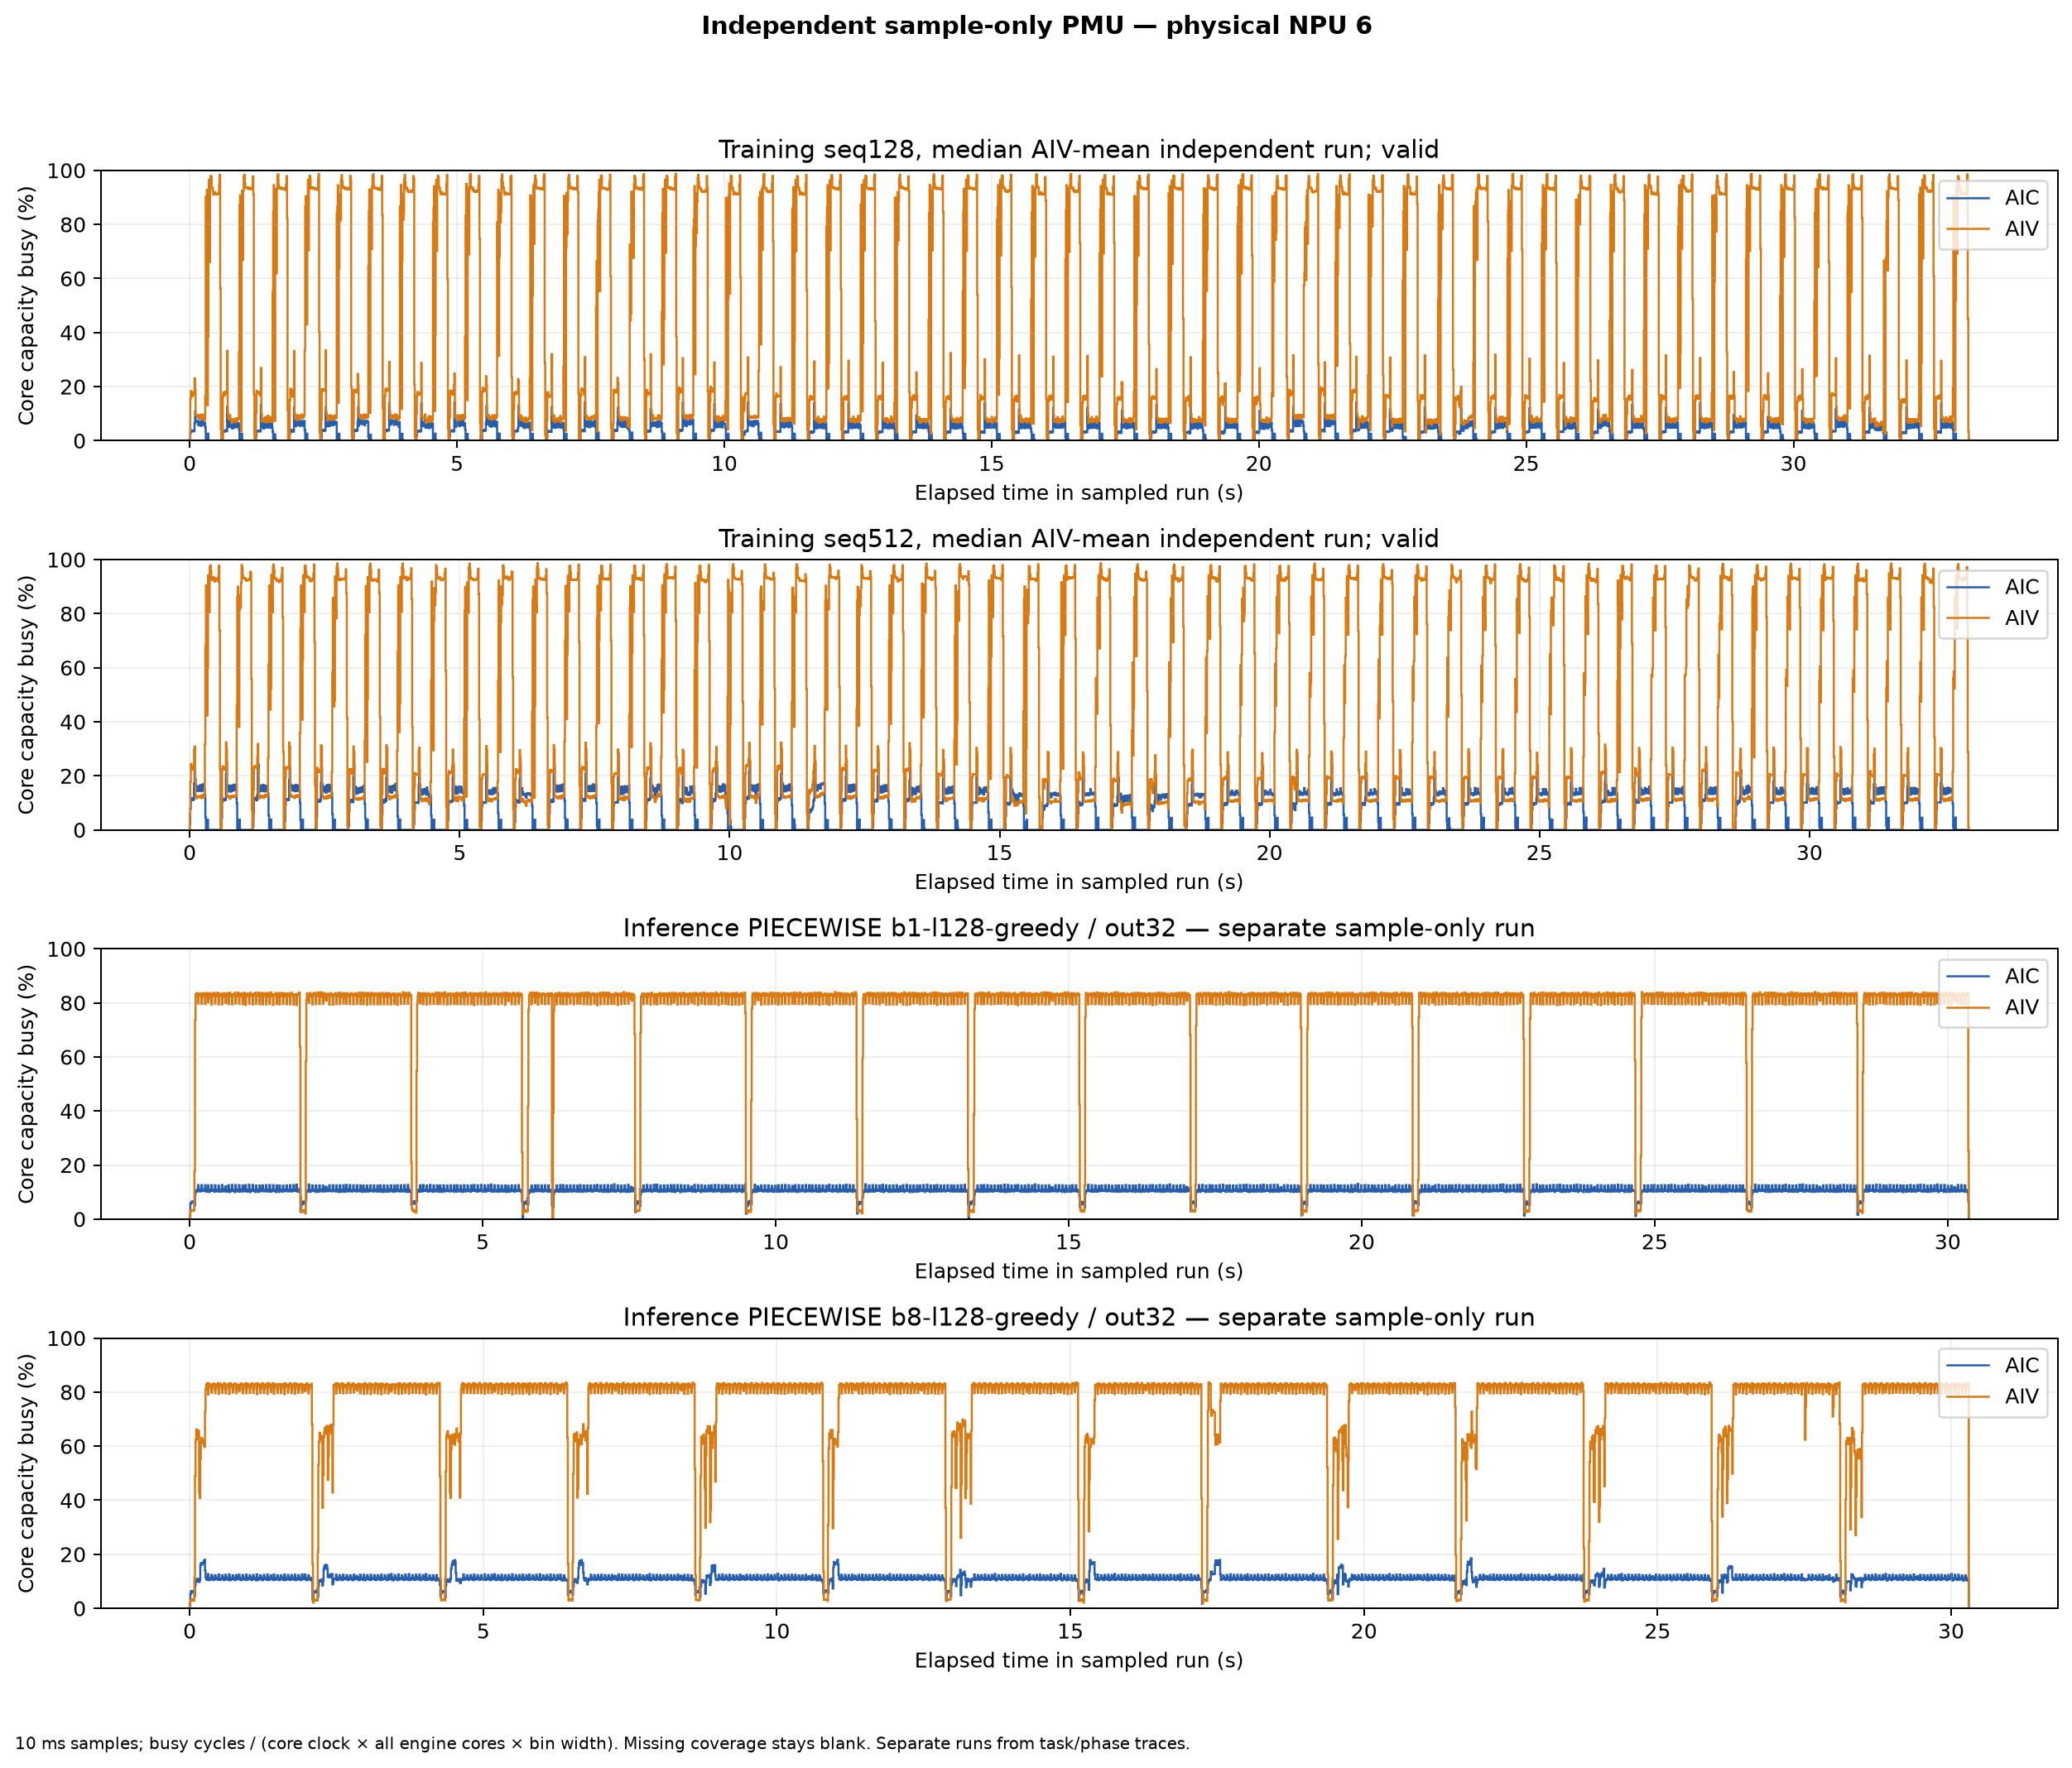 Independent sample-only PMU — physical NPU 6
Training seq128, median AIV-mean independent run; valid
Core capacity busy (%)
100
80
60
40
20
0
AIC
AIV
0 5 10 15 20 25 30
Elapsed time in sampled run (s)
Training seq512, median AIV-mean independent run; valid
Core capacity busy (%)
100
80
60
40
20
0
AIC
AIV
0 5 10 15 20 25 30
Elapsed time in sampled run (s)
Inference PIECEWISE b1-l128-greedy / out32 — separate sample-only run
Core capacity busy (%)
100
80
60
40
20
0
AIC
AIV
0 5 10 15 20 25 30
Elapsed time in sampled run (s)
Inference PIECEWISE b8-l128-greedy / out32 — separate sample-only run
Core capacity busy (%)
100
80
60
40
20
0
AIC
AIV
0 5 10 15 20 25 30
Elapsed time in sampled run (s)
10 ms samples; busy cycles / (core clock × all engine cores × bin width). Missing coverage stays blank. Separate runs from task/phase traces.